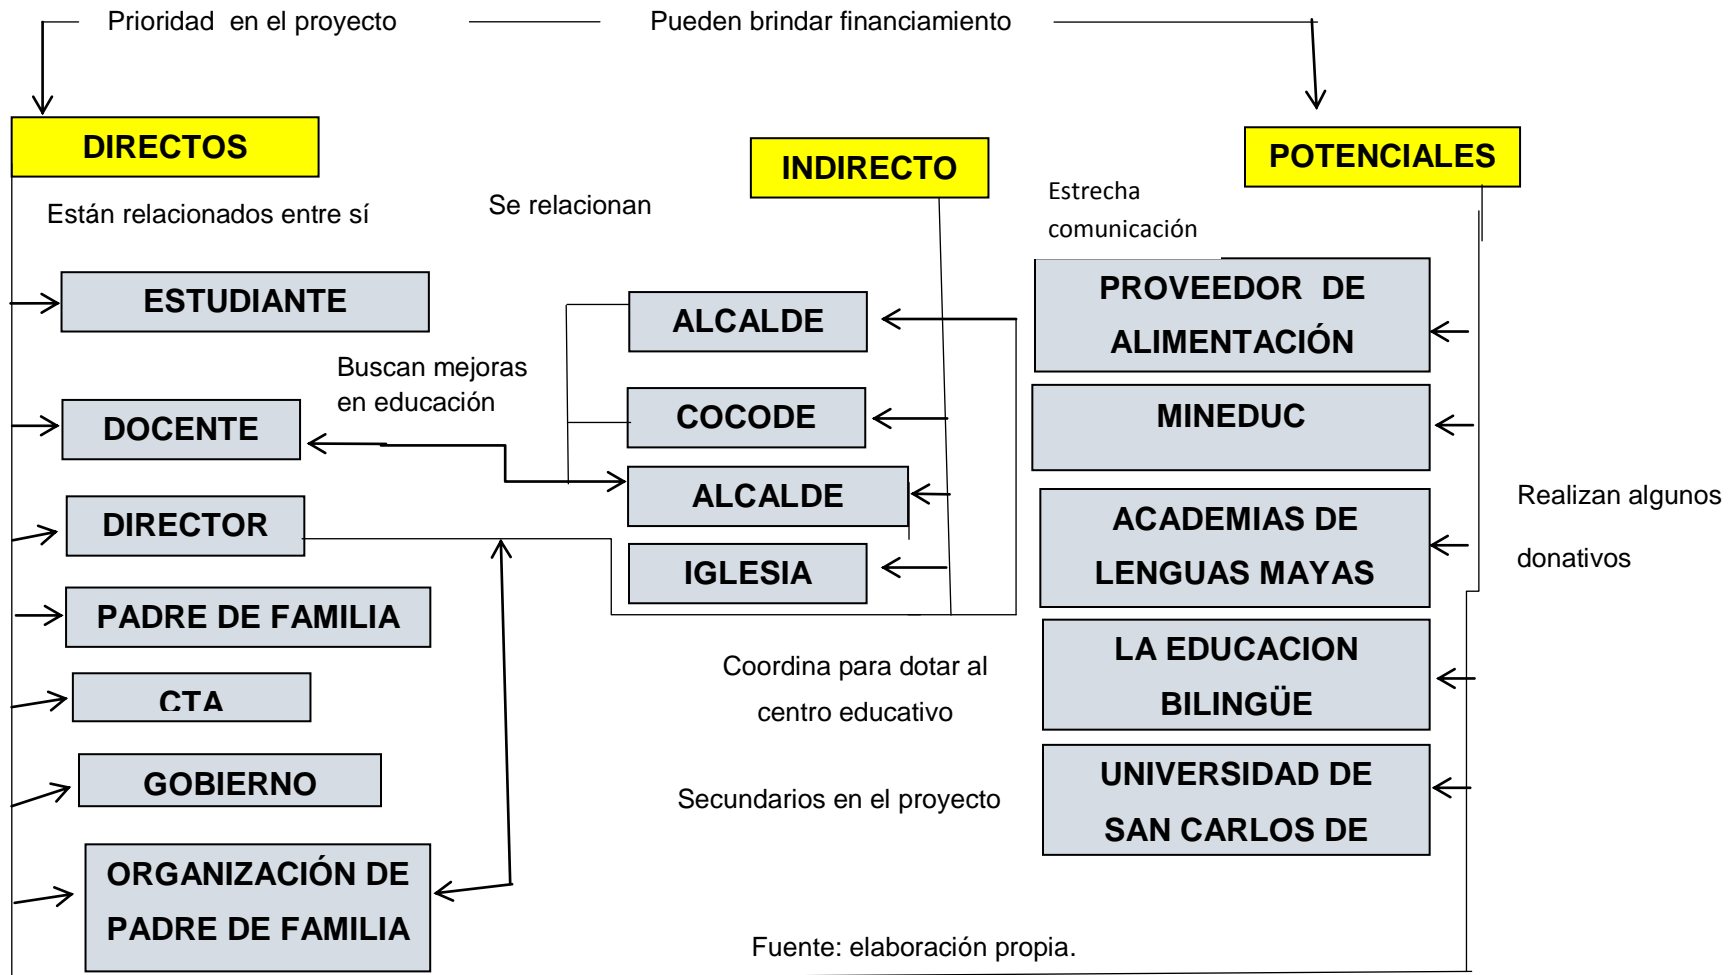 Prioridad en el proyecto
Pueden brindar financiamiento
DIRECTOS
INDIRECTO
POTENCIALES
Están relacionados entre sí
Se relacionan
Estrecha
comunicación
ESTUDIANTE
DOCENTE
DIRECTOR
PADRE DE FAMILIA
CTA
GOBIERNO
ORGANIZACIÓN DE
PADRE DE FAMILIA
Buscan mejoras
en educación
ALCALDE
COCODE
ALCALDE
IGLESIA
Coordina para dotar al
centro educativo
Secundarios en el proyecto
PROVEEDOR DE
ALIMENTACIÓN
MINEDUC
ACADEMIAS DE
LENGUAS MAYAS
LA EDUCACION
BILINGÜE
UNIVERSIDAD DE
SAN CARLOS DE
Realizan algunos
donativos
Fuente: elaboración propia.